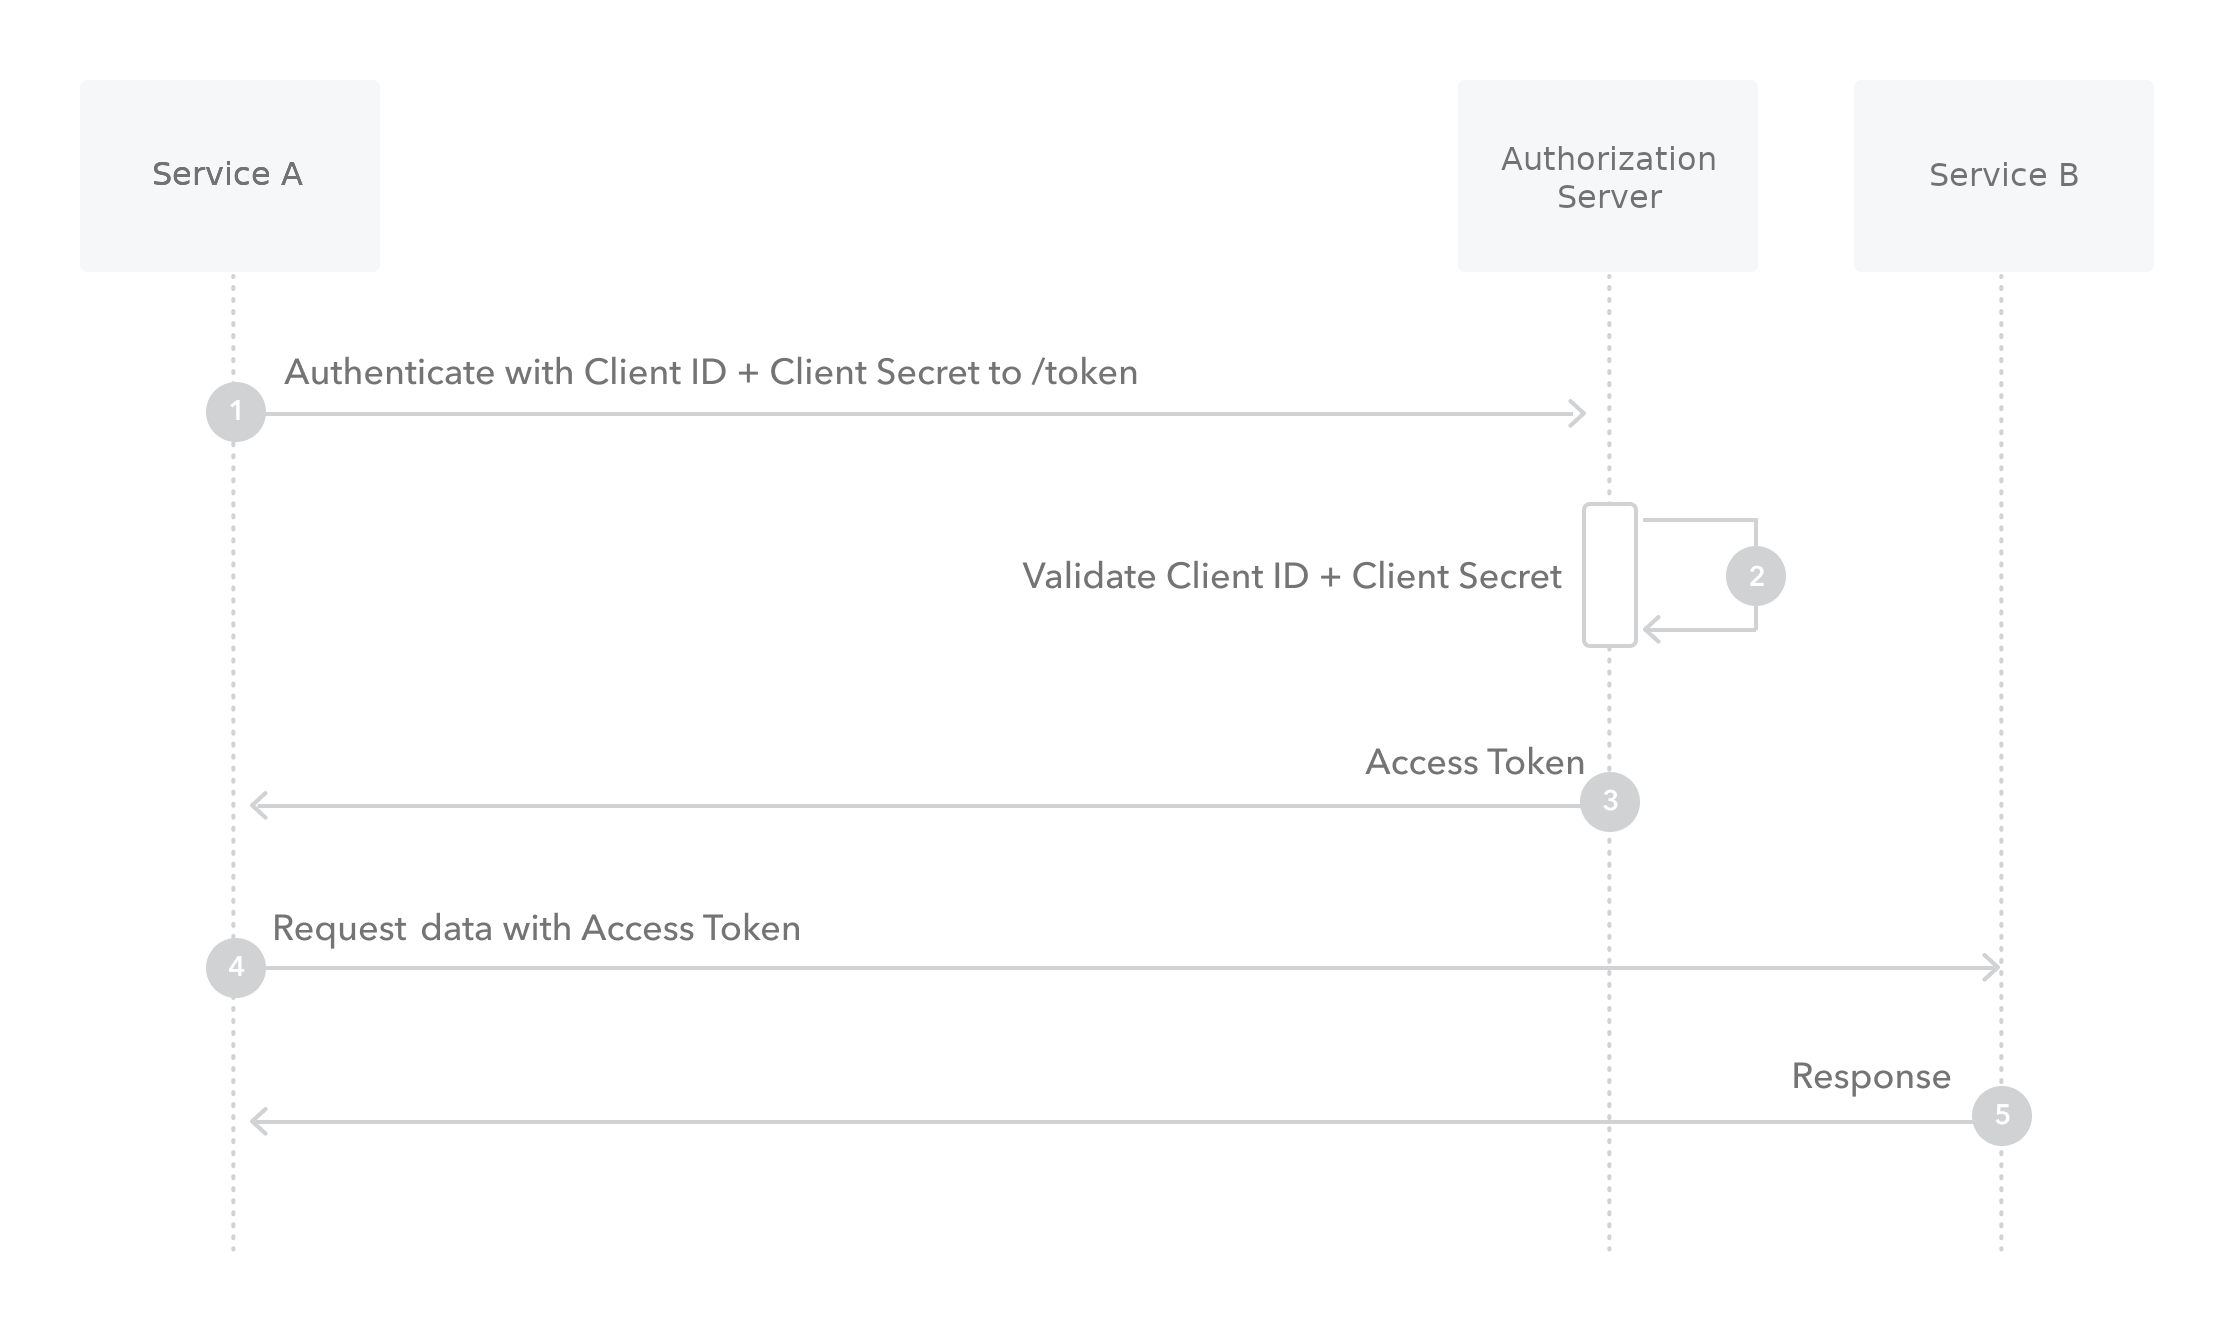 Service A
Authorization
Server
Service B
Authenticate with Client ID + Client Secret to /token
1
Validate Client ID + Client Secret
2
Access Token
3
Request data with Access Token
4
Response
5